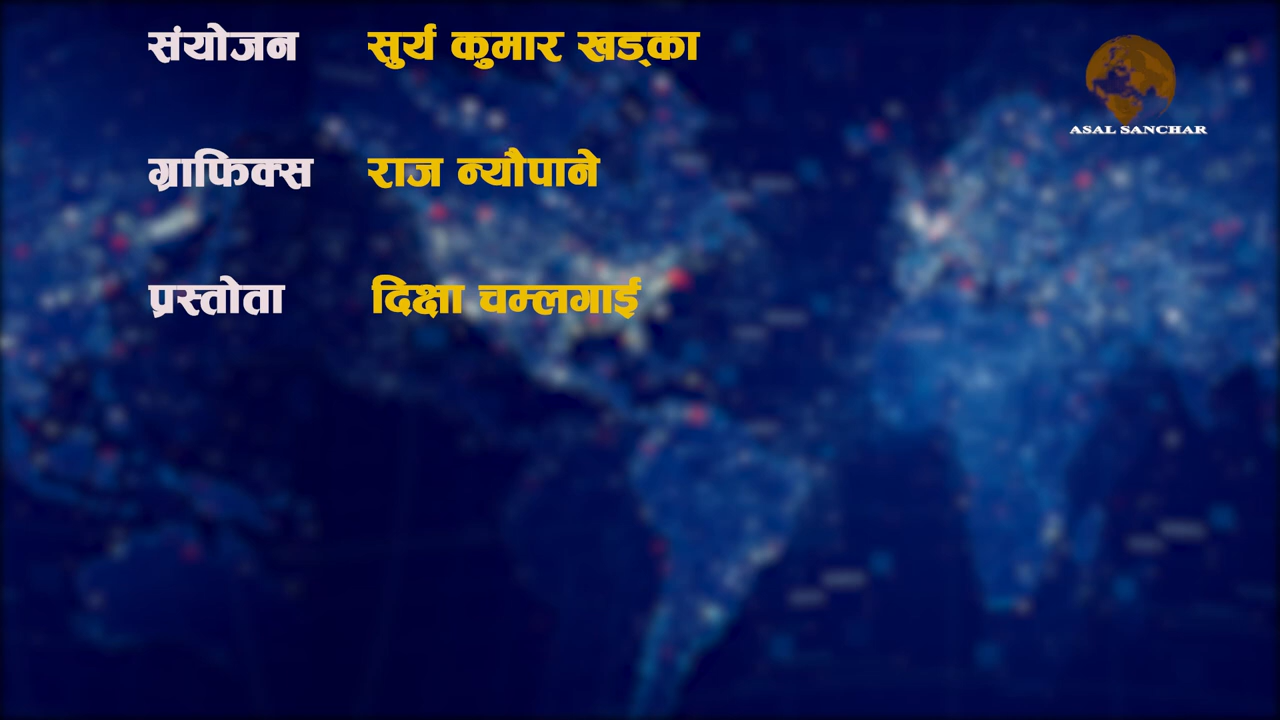 संयोजन सुर्य कुमार खड्का
ASAL SANCHAR
ग्राफिक्स राज न्यौपाने
प्रस्तोता दिक्षा चम्लगाई